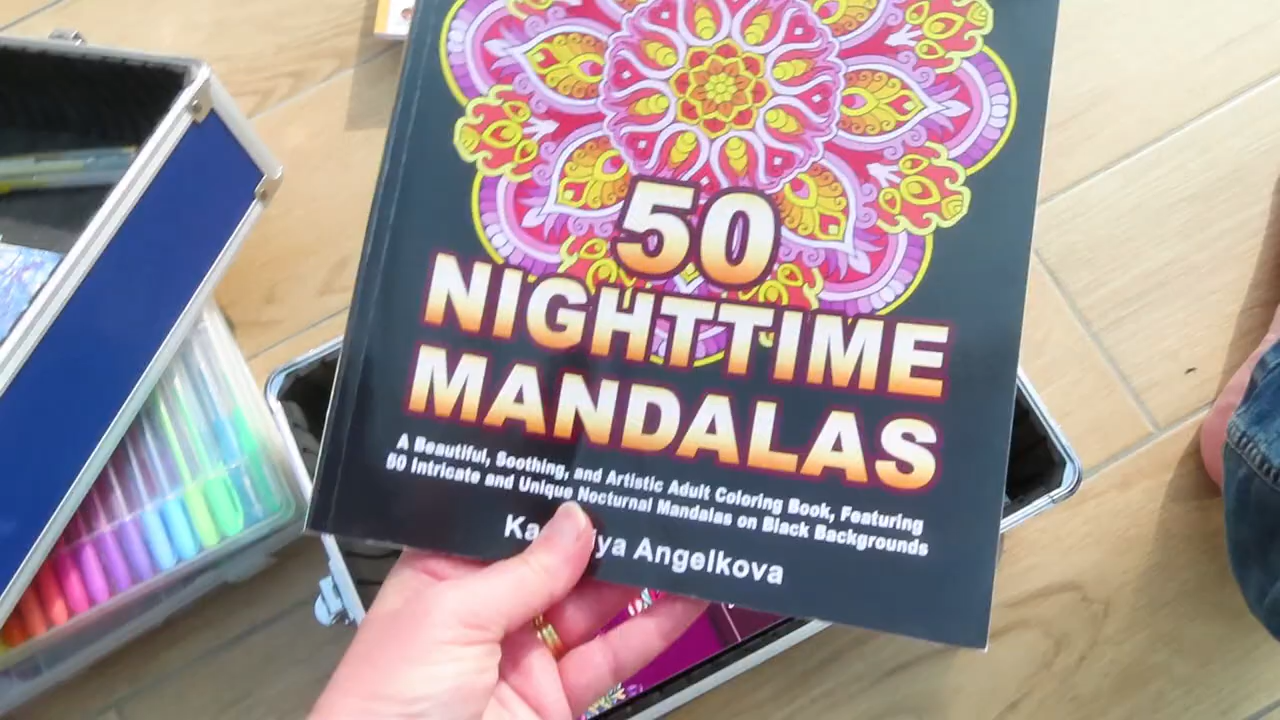 50
NIGHTTIME
MANDALAS
A Beautiful, Soothing, and Artistic Adult Coloring Book, Featuring
50 Intricate and Unique Nocturnal Mandalas on Black Backgrounds
Angelkova